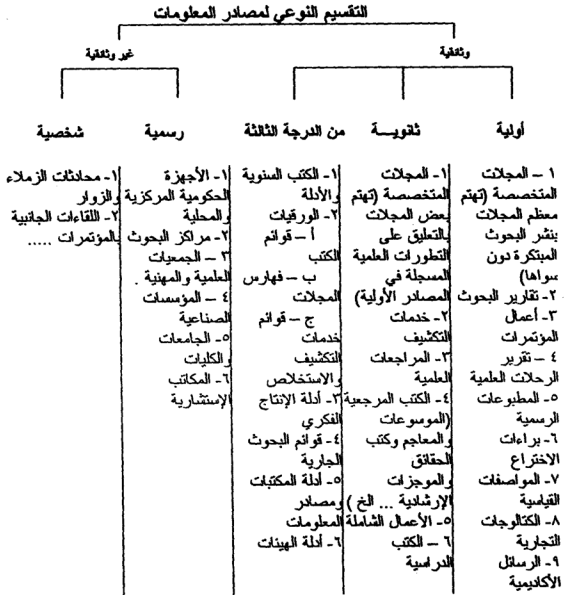 التقسيم النوعي لمصادر المعلومات
وثائقية
غير وثائقية
أولية
ثانويــة
من الدرجة الثالثة
رسمية
شخصية
١ – المجلات
المتخصصة (تهتم
معظم المجلات
بنشر البحوث
المبتكرة دون
سواها)
٢- تقارير البحوث
٣- أعمال
المؤتمرات
٤ – تقرير
الرحلات العلمية
٥- المطبوعات
الرسمية
٦- براءات
الاختراع
٧- المواصفات
القياسية
٨- الكتالوجات
التجارية
٩- الرسائل
الأكاديمية
١- المجلات
المتخصصة (تهتم
بعض المجلات
بالتعليق على
التطورات العلمية
المسجلة في
المصادر الأولية)
٢- خدمات
التكشيف
٣- المراجعات
العلمية
٤- الكتب المرجعية
(الموسوعات
والمعاجم وكتب
الحقائق
والموجزات
الإرشادية ... الخ )
٥- الأعمال الشاملة
٦ – الكتب
الدراسية
١- الكتب السنوية
والأدلة
٢- الورقيات
أ – قوائم
الكتب
ب – فهارس
المجلات
ج – قوائم
خدمات
التكشيف
والاستخلاص
٣- أدلة الإنتاج
الفكري
٤- قوائم البحوث
الجارية
٥- أدلة المكتبات
ومصادر
المعلومات
٦- أدلة الهيئات
١- الأجهزة
الحكومية المركزية
والمحلية
٢- مراكز البحوث
٣ – الجمعيات
العلمية والمهنية .
٤ – المؤسسات
الصناعية
٥- الجامعات
والكليات
٦- المكاتب
الإستشارية
١- محادثات الزملاء
والزوار
٢- اللقاءات الجانبية
بالمؤتمرات .....